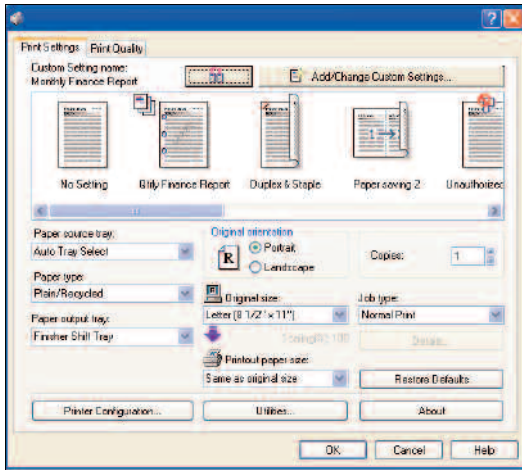 Print Settings
Print Quality
Custom Setting name:
Monthly Finance Report
Add/Change Custom Settings...
No Setting
Qtrly Finance Report
Duplex & Staple
Paper saving 2
Unauthorized
Paper source tray:
Auto Tray Select
Paper type:
Plain/Recycled
Paper output tray:
Finisher Shift Tray
Original orientation
R
Portrait
Landscape
Copies:
1
Original size:
Letter (8 1/2" x 11")
Job type:
Normal Print
Details...
Printout paper size:
Same as original size
Restore Defaults
Printer Configuration...
Utilities...
About
OK
Cancel
Help